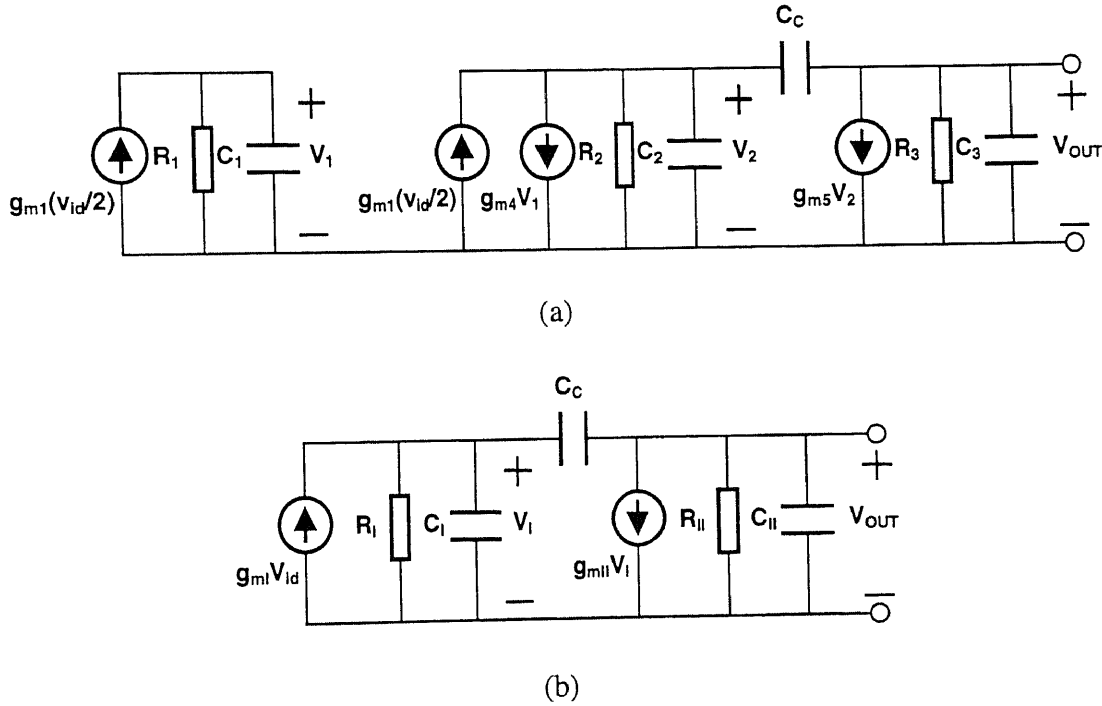 C_C
+ + +
R_1 C_1 V_1 R_2 C_2 V_2 R_3 C_3 V_OUT
g_m1(v_id/2) g_m1(v_id/2) g_m4V_1 g_m5V_2
− − −
(a)
C_C
+ +
R_I C_I V_I R_II C_II V_OUT
g_mIV_id g_mIIV_I
− −
(b)